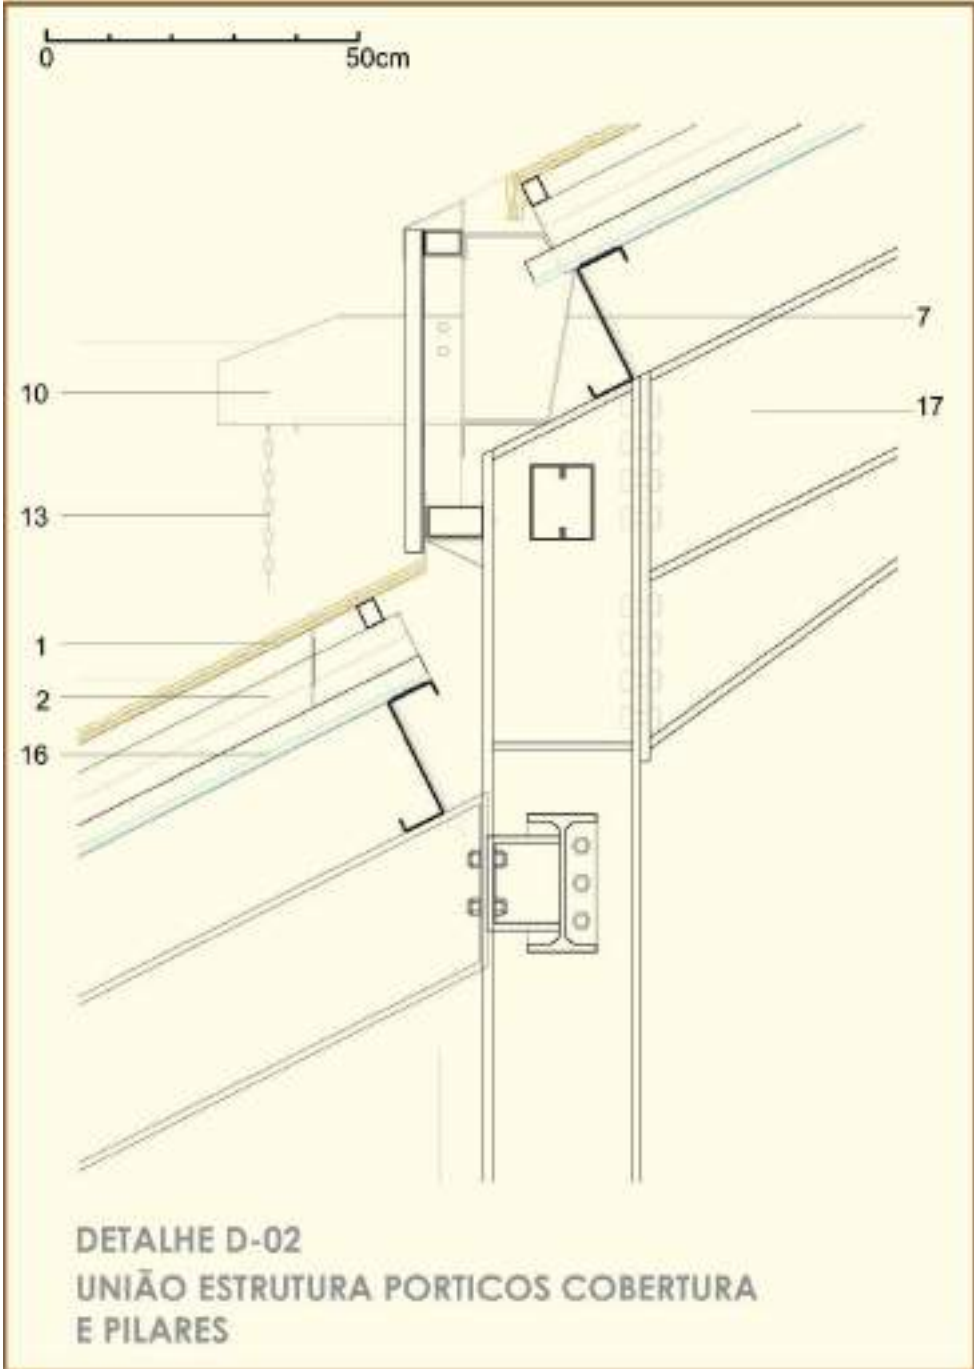 0 50cm
7
10
17
13
1
2
16
DETALHE D-02
UNIÃO ESTRUTURA PORTICOS COBERTURA
E PILARES